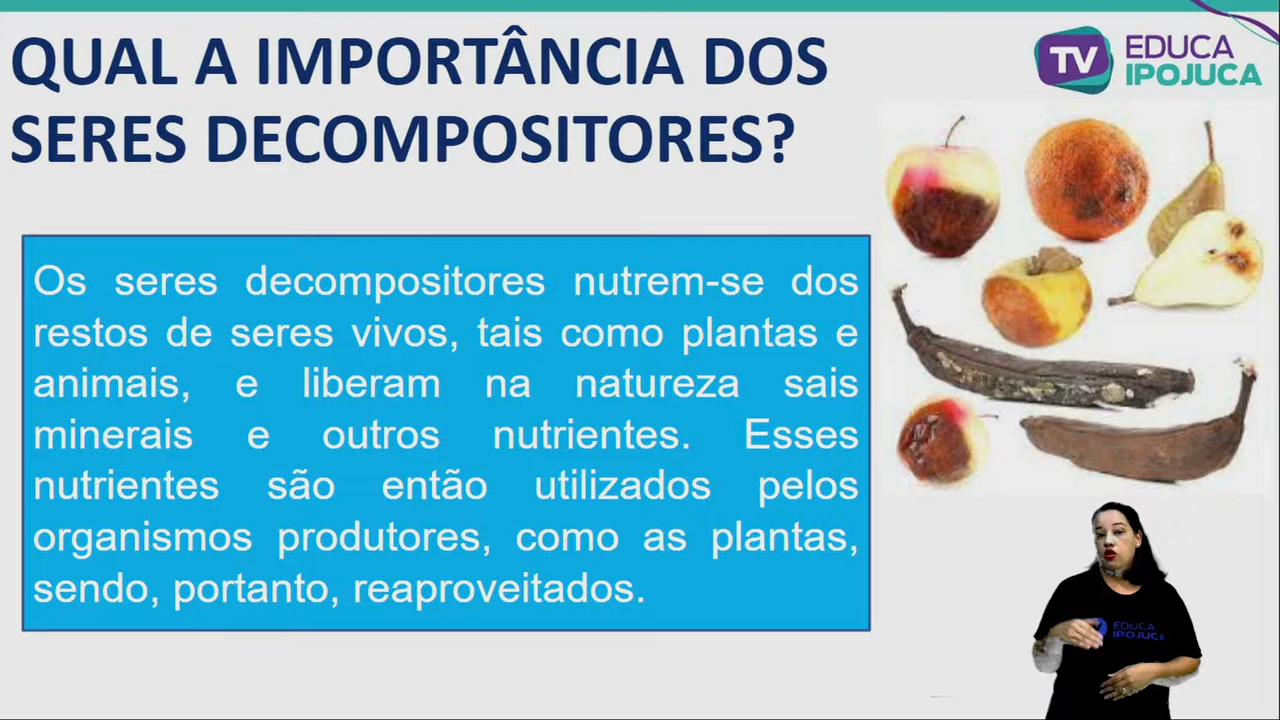 QUAL A IMPORTÂNCIA DOS
SERES DECOMPOSITORES?
TV EDUCA
IPOJUCA
Os seres decompositores nutrem-se dos
restos de seres vivos, tais como plantas e
animais, e liberam na natureza sais
minerais e outros nutrientes. Esses
nutrientes são então utilizados pelos
organismos produtores, como as plantas,
sendo, portanto, reaproveitados.
EDUCA
IPOJUCA